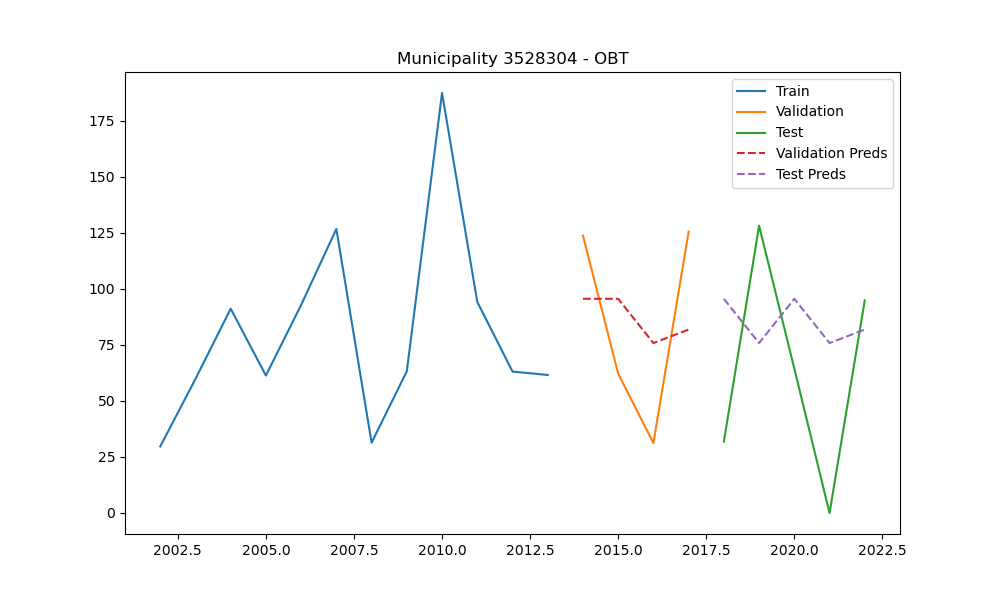 Municipality 3528304 - OBT
Train
Validation
Test
Validation Preds
Test Preds
175
150
125
100
75
50
25
0
2002.5 2005.0 2007.5 2010.0 2012.5 2015.0 2017.5 2020.0 2022.5